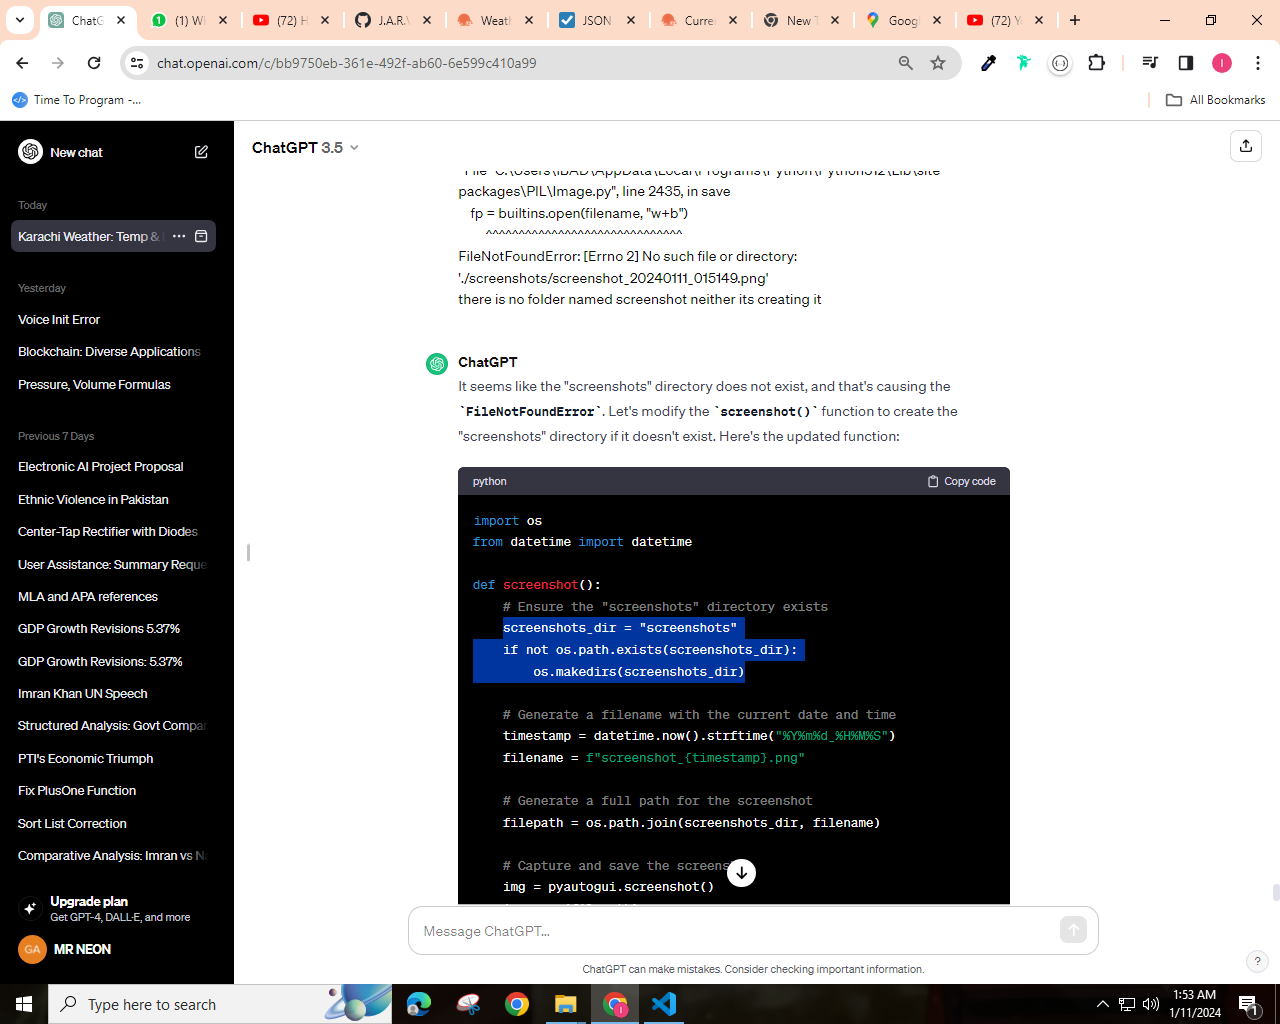 ChatG
(1) W
(72) H
J.A.R.V
Weath
JSON
Curre
New T
Googl
(72) Y
chat.openai.com/c/bb9750eb-361e-492f-ab60-6e599c410a99
Time To Program -...
All Bookmarks
New chat
Today
Karachi Weather: Temp &
Yesterday
Voice Init Error
Blockchain: Diverse Applications
Pressure, Volume Formulas
Previous 7 Days
Electronic AI Project Proposal
Ethnic Violence in Pakistan
Center-Tap Rectifier with Diodes
User Assistance: Summary Reque
MLA and APA references
GDP Growth Revisions 5.37%
GDP Growth Revisions: 5.37%
Imran Khan UN Speech
Structured Analysis: Govt Compar
PTI's Economic Triumph
Fix PlusOne Function
Sort List Correction
Comparative Analysis: Imran vs N
Upgrade plan
Get GPT-4, DALL·E, and more
GA MR NEON
ChatGPT 3.5
File "C:\Users\IBAD\AppData\Local\Programs\Python\Python312\Lib\site-
packages\PIL\Image.py", line 2435, in save
fp = builtins.open(filename, "w+b")
^^^^^^^^^^^^^^^^^^^^^^^^^^^^^^
FileNotFoundError: [Errno 2] No such file or directory:
'./screenshots/screenshot_20240111_015149.png'
there is no folder named screenshot neither its creating it
ChatGPT
It seems like the "screenshots" directory does not exist, and that's causing the
`FileNotFoundError`. Let's modify the `screenshot()` function to create the
"screenshots" directory if it doesn't exist. Here's the updated function:
python
Copy code
import os
from datetime import datetime
def screenshot():
# Ensure the "screenshots" directory exists
screenshots_dir = "screenshots"
if not os.path.exists(screenshots_dir):
os.makedirs(screenshots_dir)
# Generate a filename with the current date and time
timestamp = datetime.now().strftime("%Y%m%d_%H%M%S")
filename = f"screenshot_{timestamp}.png"
# Generate a full path for the screenshot
filepath = os.path.join(screenshots_dir, filename)
# Capture and save the screens
img = pyautogui.screenshot()
Message ChatGPT...
ChatGPT can make mistakes. Consider checking important information.
?
Type here to search
1:53 AM
1/11/2024
1